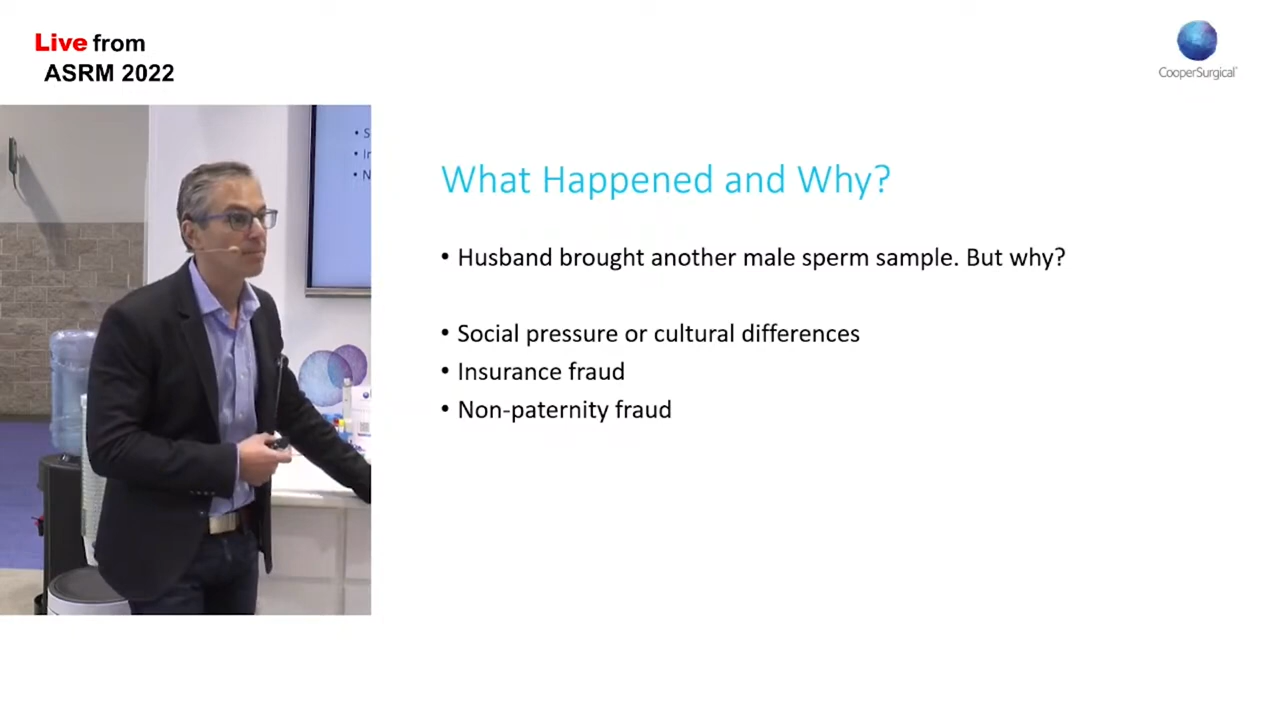 Live from
ASRM 2022
CooperSurgical
What Happened and Why?
• Husband brought another male sperm sample. But why?
• Social pressure or cultural differences
• Insurance fraud
• Non-paternity fraud
• S
• In
• N